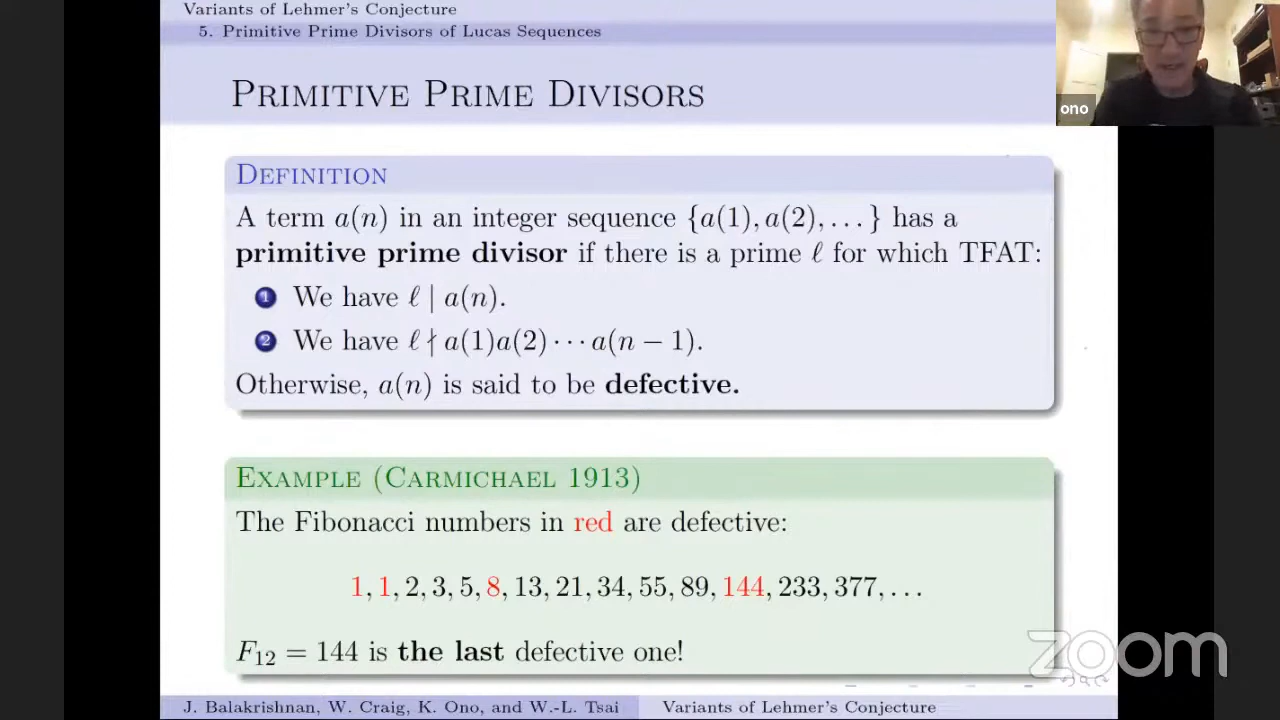 Variants of Lehmer's Conjecture
5. Primitive Prime Divisors of Lucas Sequences
Primitive Prime Divisors
ono
Definition
A term a(n) in an integer sequence {a(1), a(2), . . . } has a
primitive prime divisor if there is a prime ℓ for which TFAT:
1 We have ℓ | a(n).
2 We have ℓ ∤ a(1)a(2) · · · a(n − 1).
Otherwise, a(n) is said to be defective.
Example (Carmichael 1913)
The Fibonacci numbers in red are defective:
1, 1, 2, 3, 5, 8, 13, 21, 34, 55, 89, 144, 233, 377, . . .
F₁₂ = 144 is the last defective one!
zoom
J. Balakrishnan, W. Craig, K. Ono, and W.-L. Tsai
Variants of Lehmer's Conjecture